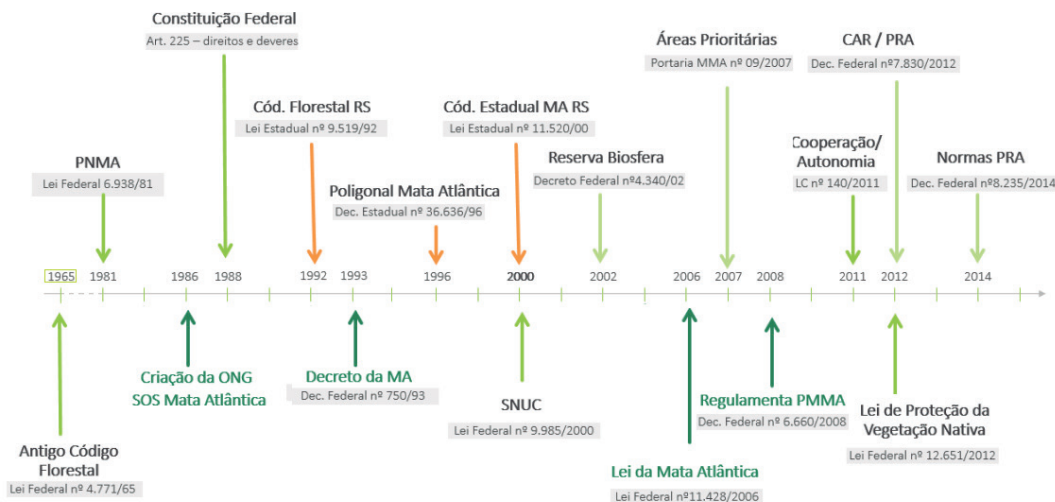 Constituição Federal
Art. 225 – direitos e deveres
Áreas Prioritárias
Portaria MMA nº 09/2007
CAR / PRA
Dec. Federal nº7.830/2012
Cód. Florestal RS
Lei Estadual nº 9.519/92
Cód. Estadual MA RS
Lei Estadual nº 11.520/00
PNMA
Lei Federal 6.938/81
Poligonal Mata Atlântica
Dec. Estadual nº 36.636/96
Reserva Biosfera
Decreto Federal nº4.340/02
Cooperação/
Autonomia
LC nº 140/2011
Normas PRA
Dec. Federal nº8.235/2014
1965 1981 1986 1988 1992 1993 1996 2000 2002 2006 2007 2008 2011 2012 2014
Criação da ONG
SOS Mata Atlântica
Decreto da MA
Dec. Federal nº 750/93
SNUC
Lei Federal nº 9.985/2000
Regulamenta PMMA
Dec. Federal nº 6.660/2008
Lei de Proteção da
Vegetação Nativa
Lei Federal nº 12.651/2012
Antigo Código
Florestal
Lei Federal nº 4.771/65
Lei da Mata Atlântica
Lei Federal nº11.428/2006